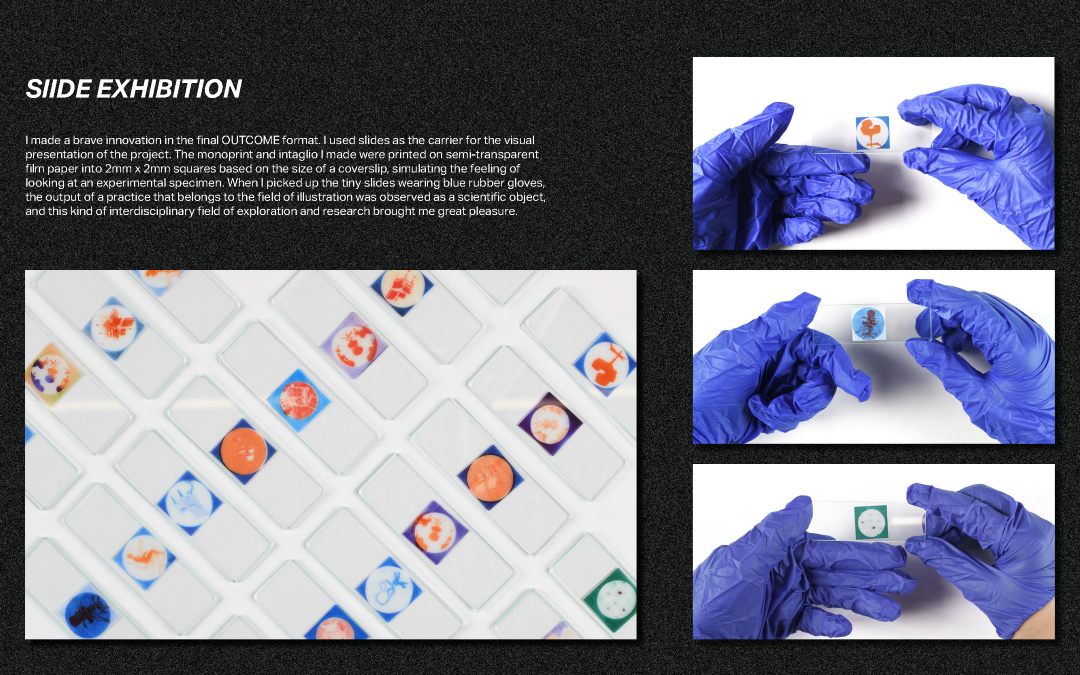 SIIDE EXHIBITION
I made a brave innovation in the final OUTCOME format. I used slides as the carrier for the visual
presentation of the project. The monoprint and intaglio I made were printed on semi-transparent
film paper into 2mm x 2mm squares based on the size of a coverslip, simulating the feeling of
looking at an experimental specimen. When I picked up the tiny slides wearing blue rubber gloves,
the output of a practice that belongs to the field of illustration was observed as a scientific object,
and this kind of interdisciplinary field of exploration and research brought me great pleasure.